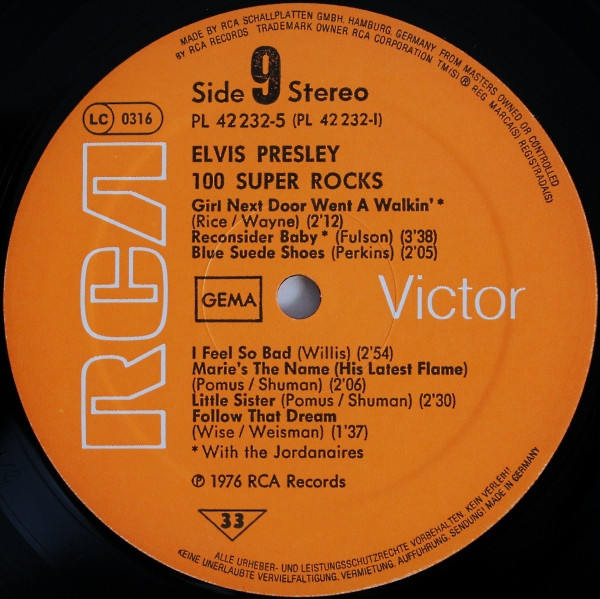 MADE BY RCA SCHALLPLATTEN GMBH, HAMBURG, GERMANY FROM MASTERS OWNED OR CONTROLLED
BY RCA RECORDS TRADEMARK OWNER RCA CORPORATION TM(S) ® REG MARCA(S) REGISTRADA(S)
Side 9 Stereo
LC 0316
PL 42 232-5 (PL 42 232-I)
ELVIS PRESLEY
100 SUPER ROCKS
Girl Next Door Went A Walkin' *
(Rice / Wayne) (2'12)
Reconsider Baby * (Fulson) (3'38)
Blue Suede Shoes (Perkins) (2'05)
RCA
GEMA
Victor
I Feel So Bad (Willis) (2'54)
Marie's The Name (His Latest Flame)
(Pomus / Shuman) (2'06)
Little Sister (Pomus / Shuman) (2'30)
Follow That Dream
(Wise / Weisman) (1'37)
* With the Jordanaires
℗ 1976 RCA Records
33
ALLE URHEBER- UND LEISTUNGSSCHUTZRECHTE VORBEHALTEN. KEIN VERLEIH!
KEINE UNERLAUBTE VERVIELFÄLTIGUNG, VERMIETUNG, AUFFÜHRUNG, SENDUNG! MADE IN GERMANY